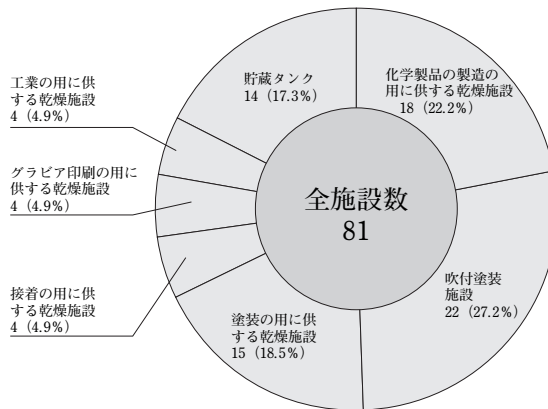 化学製品の製造の
用に供する乾燥施設
18（22.2%）
吹付塗装
施設
22（27.2%）
塗装の用に供
する乾燥施設
15（18.5%）
接着の用に供
する乾燥施設
4（4.9%）
グラビア印刷の用に
供する乾燥施設
4（4.9%）
工業の用に供
する乾燥施設
4（4.9%）
貯蔵タンク
14（17.3%）
全施設数
81